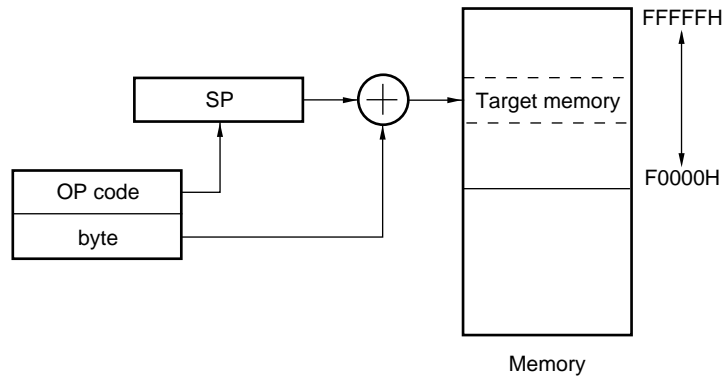 FFFFFH
SP
Target memory
F0000H
OP code
byte
Memory